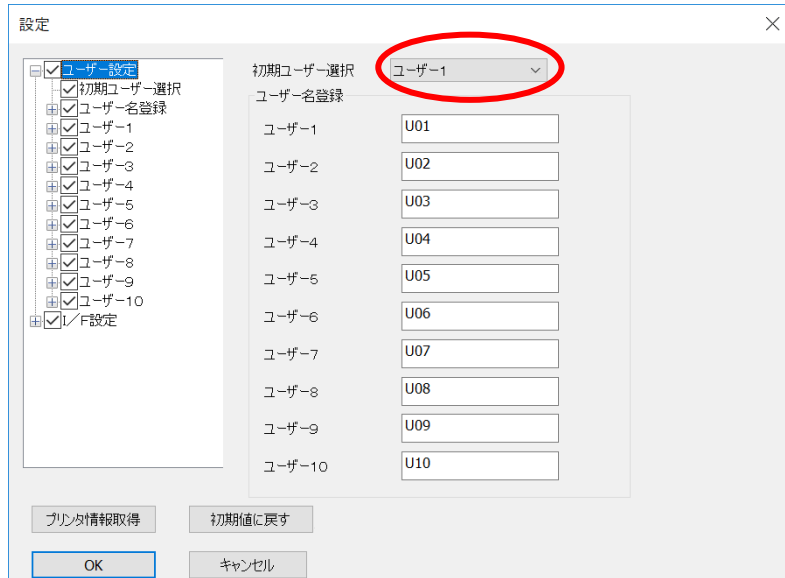 設定
ユーザー設定
初期ユーザー選択
ユーザー名登録
ユーザー1
ユーザー2
ユーザー3
ユーザー4
ユーザー5
ユーザー6
ユーザー7
ユーザー8
ユーザー9
ユーザー10
I／F設定
初期ユーザー選択 ユーザー1
ユーザー名登録
ユーザー1 U01
ユーザー2 U02
ユーザー3 U03
ユーザー4 U04
ユーザー5 U05
ユーザー6 U06
ユーザー7 U07
ユーザー8 U08
ユーザー9 U09
ユーザー10 U10
プリンタ情報取得 初期値に戻す
OK キャンセル